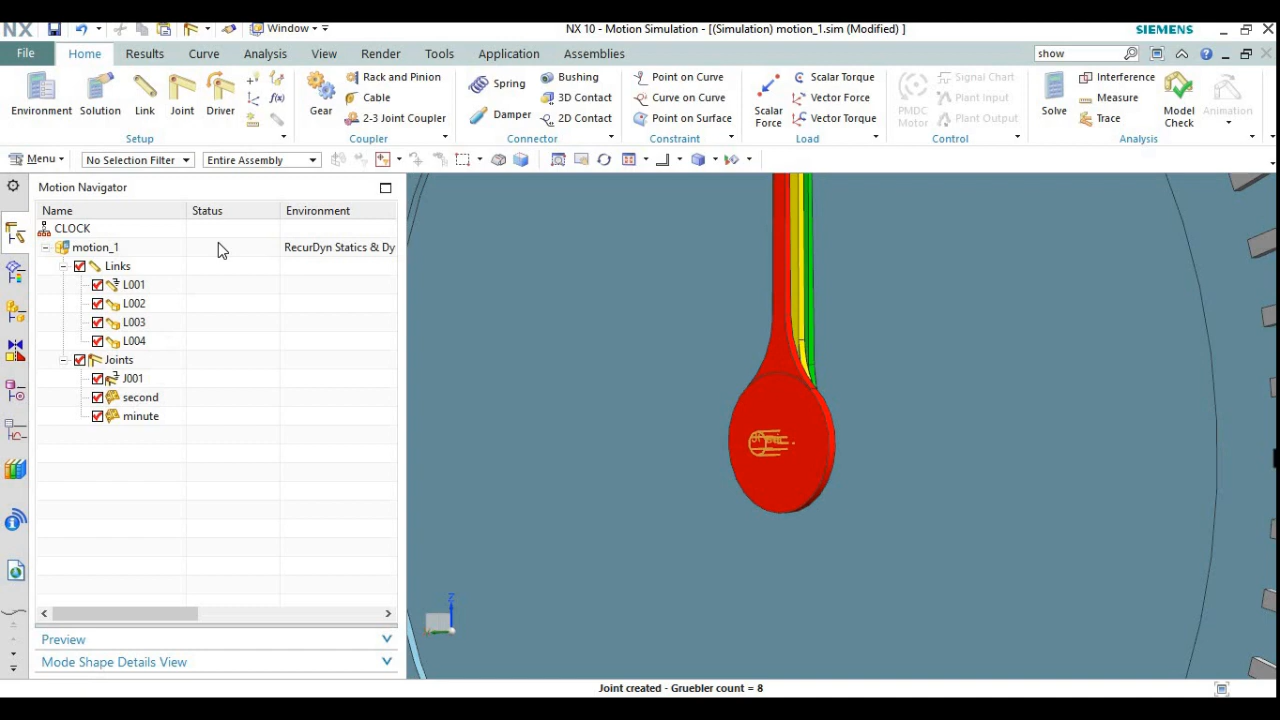 NX
Window
NX 10 - Motion Simulation - [(Simulation) motion_1.sim (Modified) ]
SIEMENS
File
Home
Results
Curve
Analysis
View
Render
Tools
Application
Assemblies
show
Environment
Solution
Link
Joint
Driver
f(x)
Setup
Gear
Rack and Pinion
Cable
2-3 Joint Coupler
Coupler
Spring
Damper
Bushing
3D Contact
2D Contact
Connector
Point on Curve
Curve on Curve
Point on Surface
Constraint
Scalar
Force
Scalar Torque
Vector Force
Vector Torque
Load
PMDC
Motor
Signal Chart
Plant Input
Plant Output
Control
Solve
Interference
Measure
Trace
Model
Check
Animation
Analysis
Menu
No Selection Filter
Entire Assembly
Motion Navigator
Name Status Environment
CLOCK
motion_1 RecurDyn Statics & Dy
Links
L001
L002
L003
L004
Joints
J001
second
minute
Z
Preview
Mode Shape Details View
Joint created - Gruebler count = 8